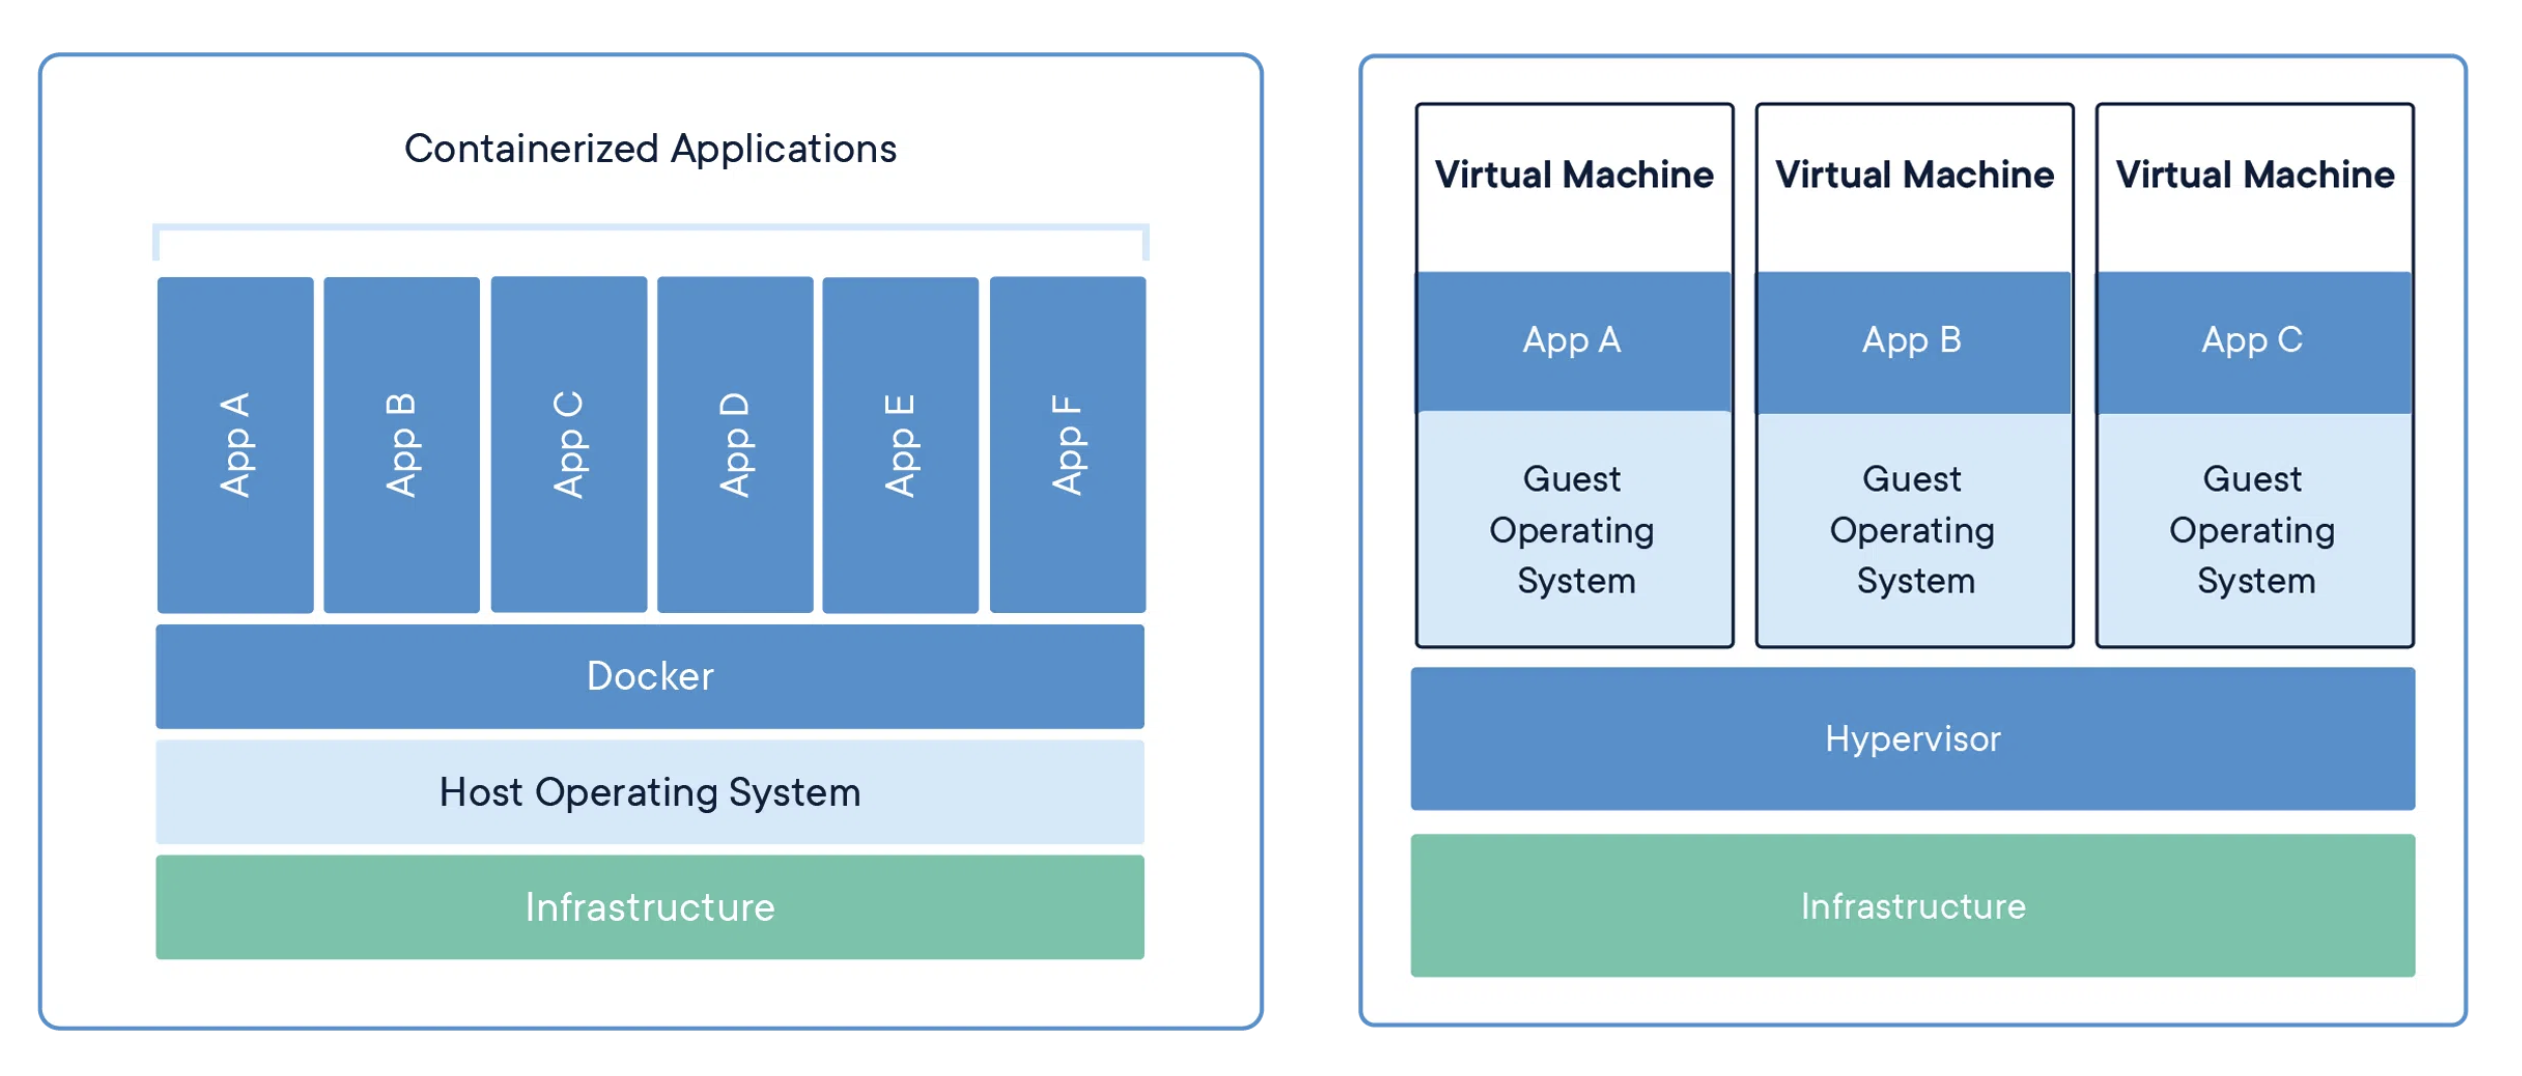 Containerized Applications
App A
App B
App C
App D
App E
App F
Docker
Host Operating System
Infrastructure
Virtual Machine
App A
Guest
Operating
System
Virtual Machine
App B
Guest
Operating
System
Virtual Machine
App C
Guest
Operating
System
Hypervisor
Infrastructure